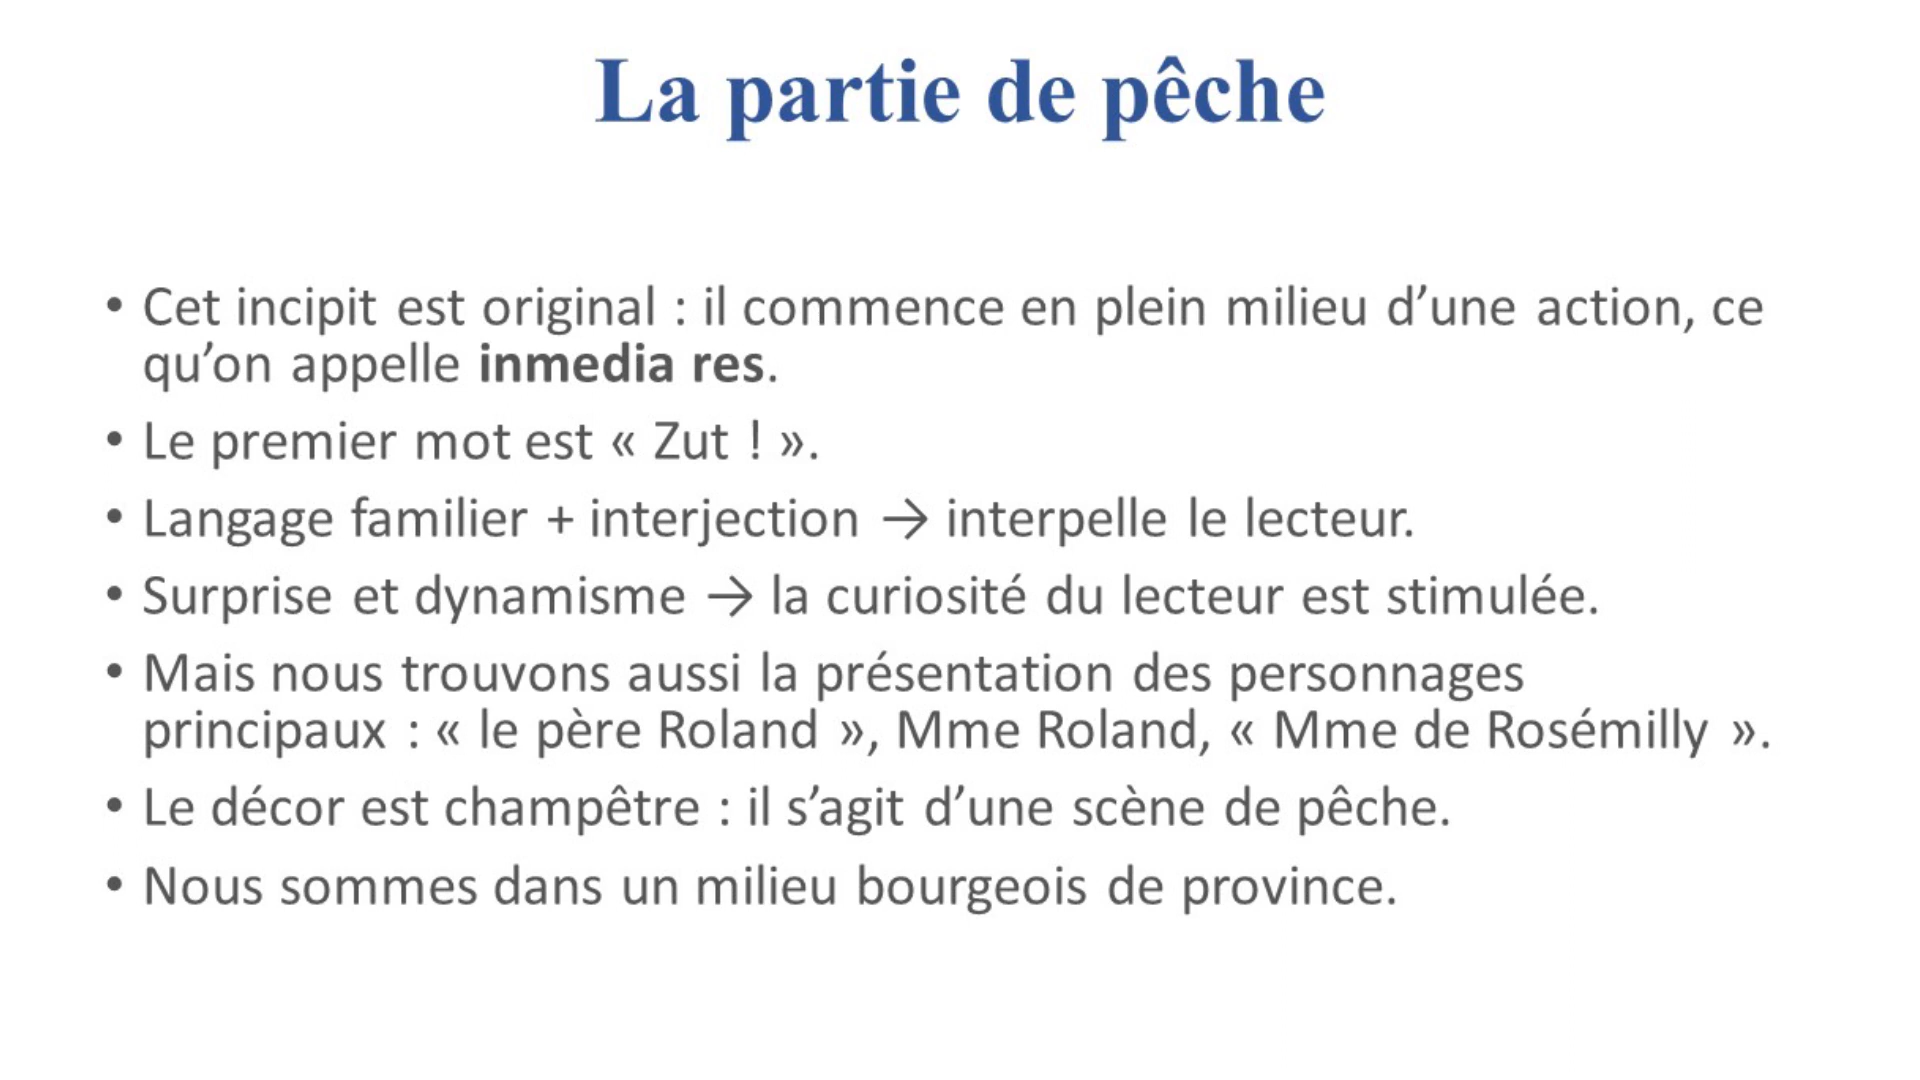 La partie de pêche
• Cet incipit est original : il commence en plein milieu d’une action, ce
qu’on appelle inmedia res.
• Le premier mot est « Zut ! ».
• Langage familier + interjection → interpelle le lecteur.
• Surprise et dynamisme → la curiosité du lecteur est stimulée.
• Mais nous trouvons aussi la présentation des personnages
principaux : « le père Roland », Mme Roland, « Mme de Rosémilly ».
• Le décor est champêtre : il s’agit d’une scène de pêche.
• Nous sommes dans un milieu bourgeois de province.